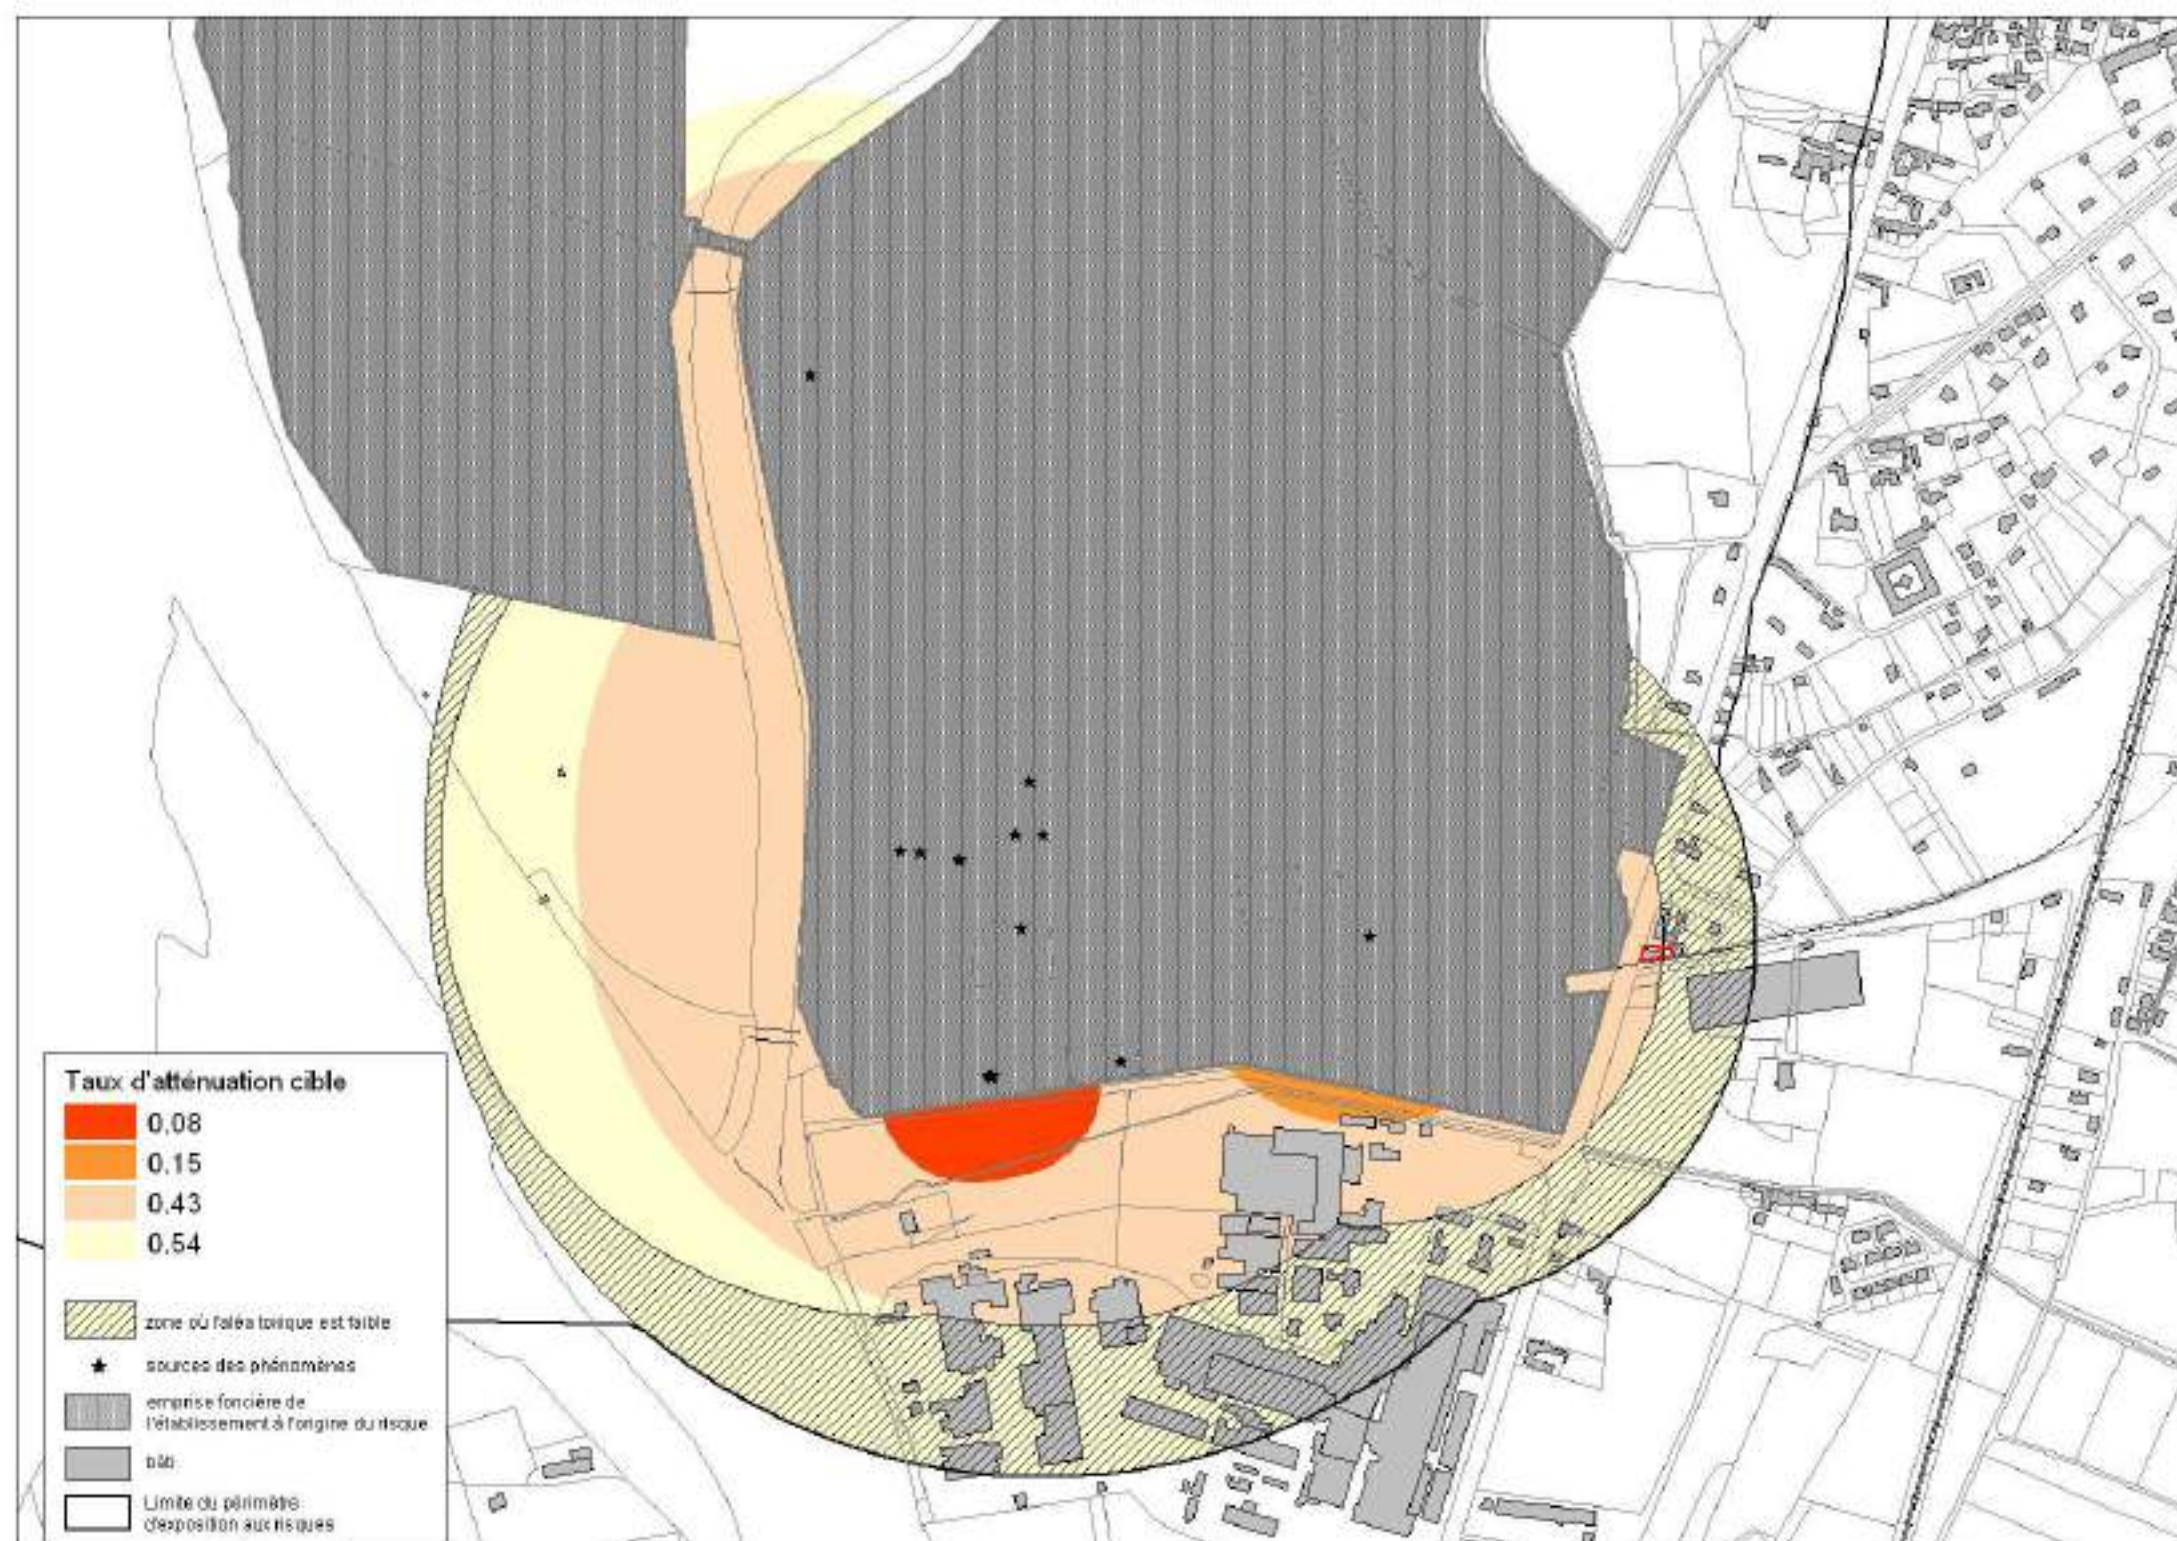 Taux d'atténuation cible
0,08
0.15
0.43
0.54
zone où l'aléa toxique est faible
sources des phénomènes
emprise foncière de
l'établissement à l'origine du risque
bâti
Limite du périmètre
d'exposition aux risques